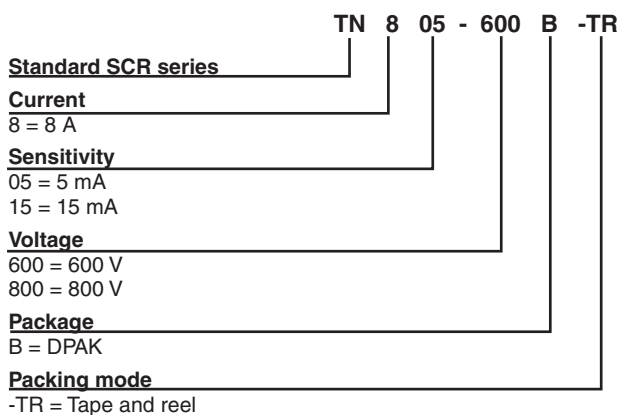 TN 8 05 - 600 B -TR
Standard SCR series
Current
8 = 8 A
Sensitivity
05 = 5 mA
15 = 15 mA
Voltage
600 = 600 V
800 = 800 V
Package
B = DPAK
Packing mode
-TR = Tape and reel